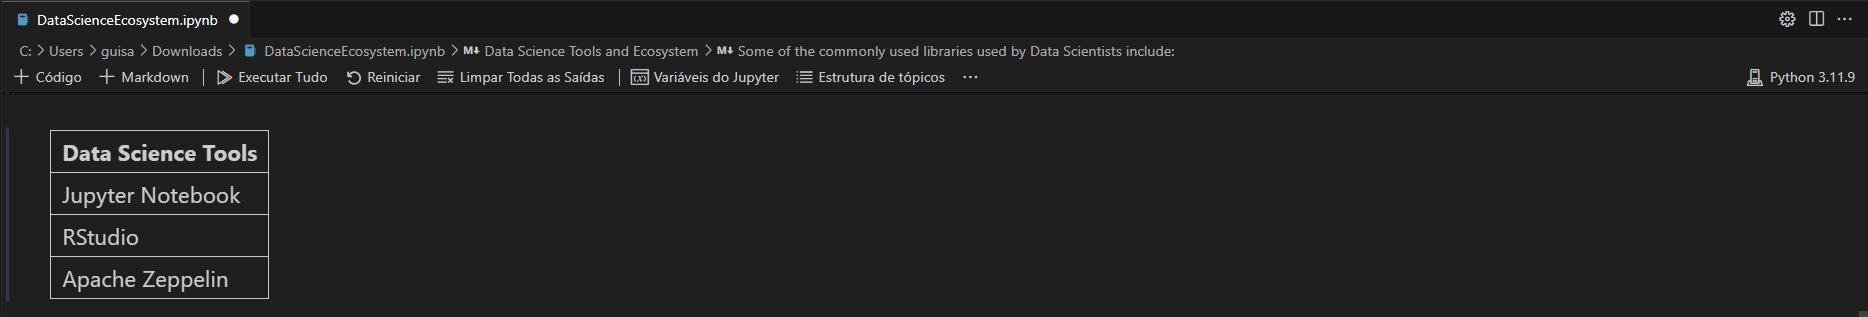 DataScienceEcosystem.ipynb
C: > Users > guisa > Downloads > DataScienceEcosystem.ipynb > M↓ Data Science Tools and Ecosystem > M↓ Some of the commonly used libraries used by Data Scientists include:
+ Código + Markdown | Executar Tudo Reiniciar Limpar Todas as Saídas | (x) Variáveis do Jupyter Estrutura de tópicos ... Python 3.11.9
Data Science Tools
Jupyter Notebook
RStudio
Apache Zeppelin